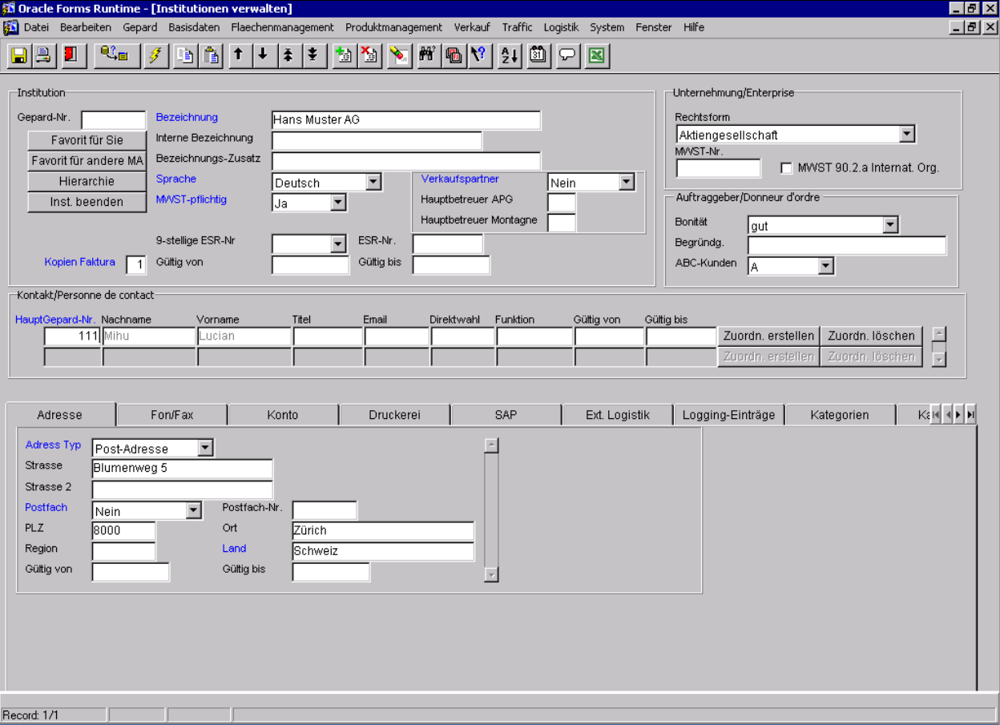 Oracle Forms Runtime - [Institutionen verwalten]
Datei Bearbeiten Gepard Basisdaten Flaechenmanagement Produktmanagement Verkauf Traffic Logistik System Fenster Hilfe
Institution
Gepard-Nr.
Bezeichnung Hans Muster AG
Favorit für Sie
Interne Bezeichnung
Favorit für andere MA
Bezeichnungs-Zusatz
Hierarchie
Sprache Deutsch
Verkaufspartner Nein
Inst. beenden
MWST-pflichtig Ja
Hauptbetreuer APG
Hauptbetreuer Montagne
9-stellige ESR-Nr
ESR-Nr.
Kopien Faktura 1
Gültig von
Gültig bis
Unternehmung/Enterprise
Rechtsform
Aktiengesellschaft
MWST-Nr.
MWST 90.2.a Internat. Org.
Auftraggeber/Donneur d'ordre
Bonität gut
Begründg.
ABC-Kunden A
Kontakt/Personne de contact
Haupt Gepard-Nr. Nachname Vorname Titel Email Direktwahl Funktion Gültig von Gültig bis
111 Mihu Lucian Zuordn. erstellen Zuordn. löschen
Zuordn. erstellen Zuordn. löschen
Adresse Fon/Fax Konto Druckerei SAP Ext. Logistik Logging-Einträge Kategorien
Adress Typ Post-Adresse
Strasse Blumenweg 5
Strasse 2
Postfach Nein Postfach-Nr.
PLZ 8000 Ort Zürich
Region Land Schweiz
Gültig von Gültig bis
Record: 1/1